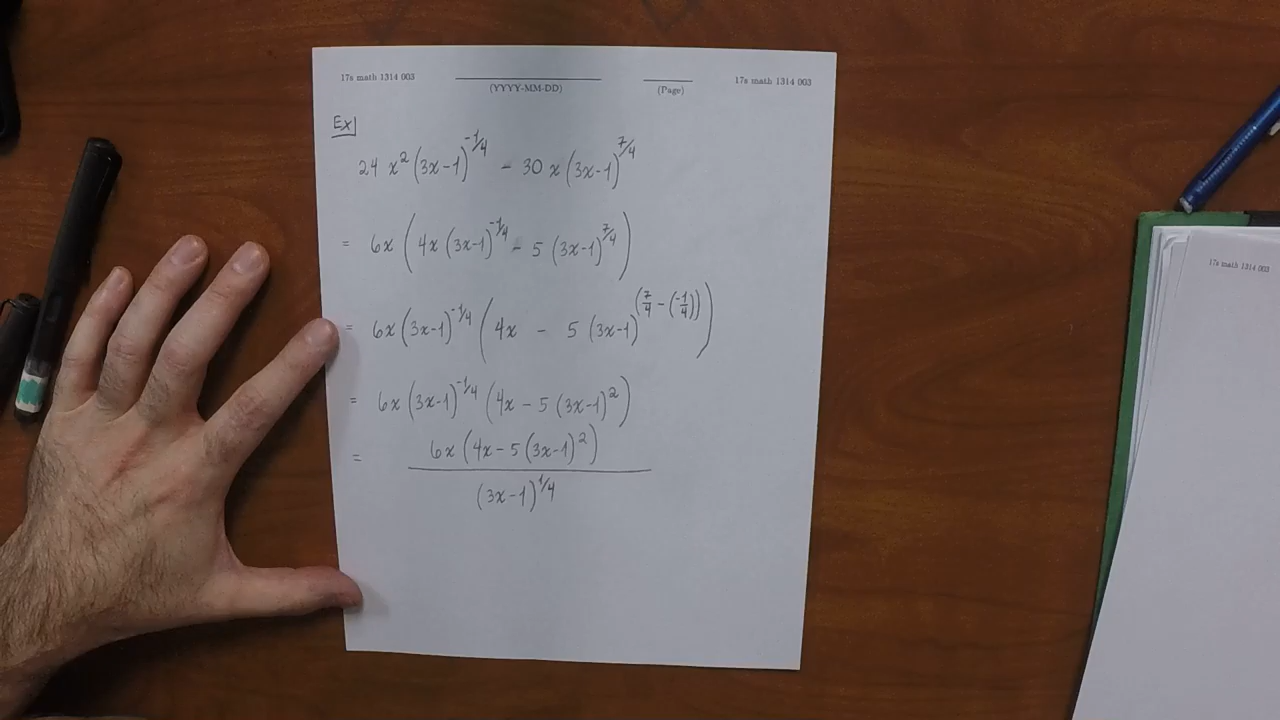 17s math 1314 003 (YYYY-MM-DD) (Page) 17s math 1314 003
Ex
24 x² (3x-1)^{-1/4} - 30 x (3x-1)^{7/4}
= 6x (4x (3x-1)^{-1/4} - 5 (3x-1)^{7/4})
= 6x (3x-1)^{-1/4} (4x - 5 (3x-1)^{(7/4 - (-1/4))})
= 6x (3x-1)^{-1/4} (4x - 5 (3x-1)²)
= 6x (4x - 5 (3x-1)²)
(3x-1)^{1/4}
17s math 1314 003